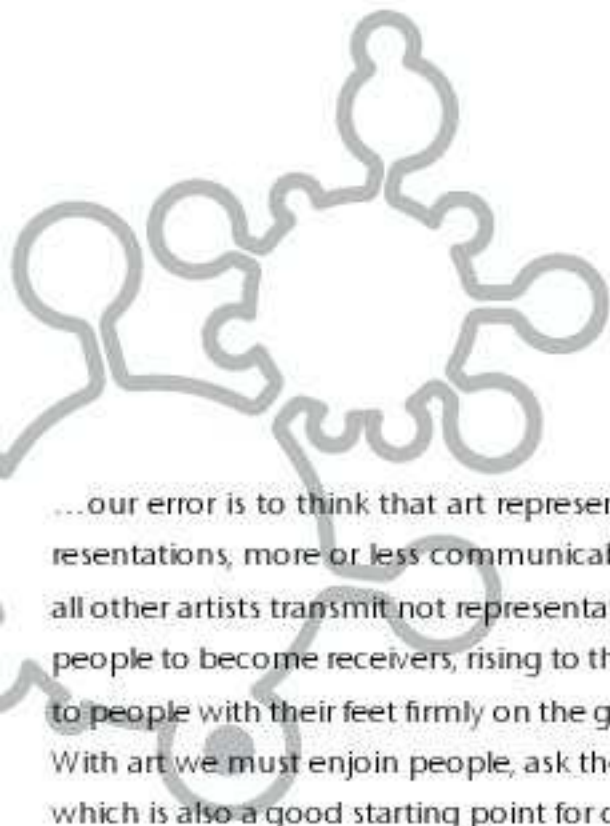 …our error is to think that art represen
resentations, more or less communicat
all other artists transmit not representa
people to become receivers, rising to th
to people with their feet firmly on the g
With art we must enjoin people, ask the
which is also a good starting point for a